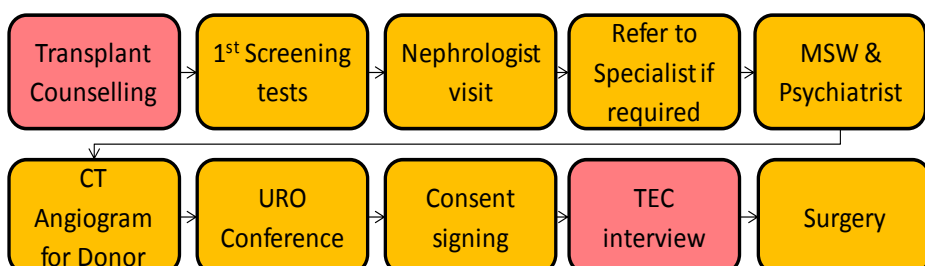 Transplant
Counselling
1st Screening
tests
Nephrologist
visit
Refer to
Specialist if
required
MSW &
Psychiatrist
CT
Angiogram
for Donor
URO
Conference
Consent
signing
TEC
interview
Surgery